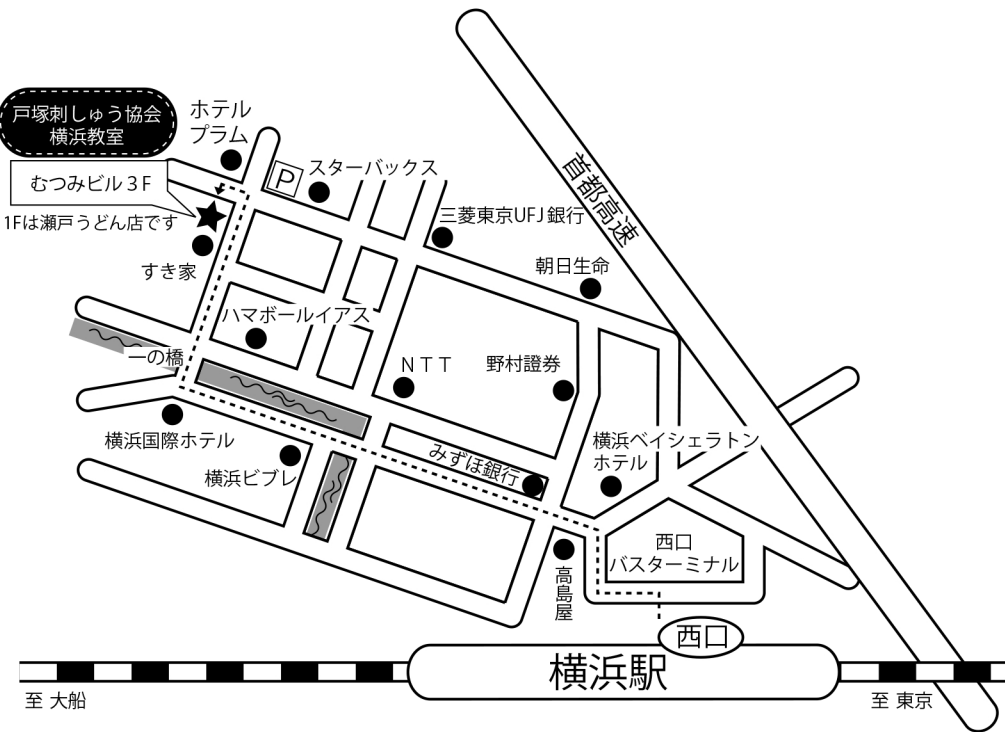 戸塚刺しゅう協会
横浜教室
ホテル
プラム
P
スターバックス
むつみビル3F
1Fは瀬戸うどん店です
すき家
三菱東京UFJ銀行
首都高速
朝日生命
ハマボールイアス
一の橋
NTT
野村證券
横浜国際ホテル
横浜ビブレ
みずほ銀行
横浜ベイシェラトン
ホテル
西口
バスターミナル
高島屋
西口
横浜駅
至 大船
至 東京